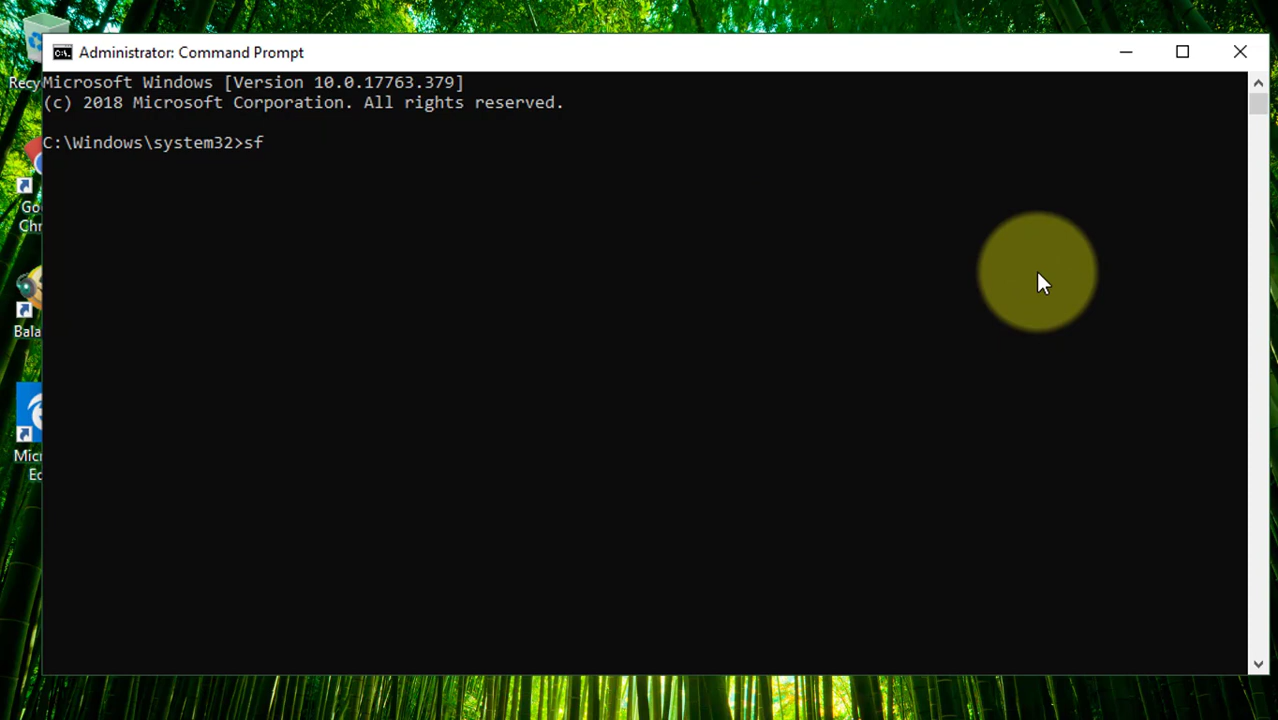 Administrator: Command Prompt
Recy
Microsoft Windows [Version 10.0.17763.379]
(c) 2018 Microsoft Corporation. All rights reserved.
C:\Windows\system32>sf
Go
Chr
Bala
Micr
Ed